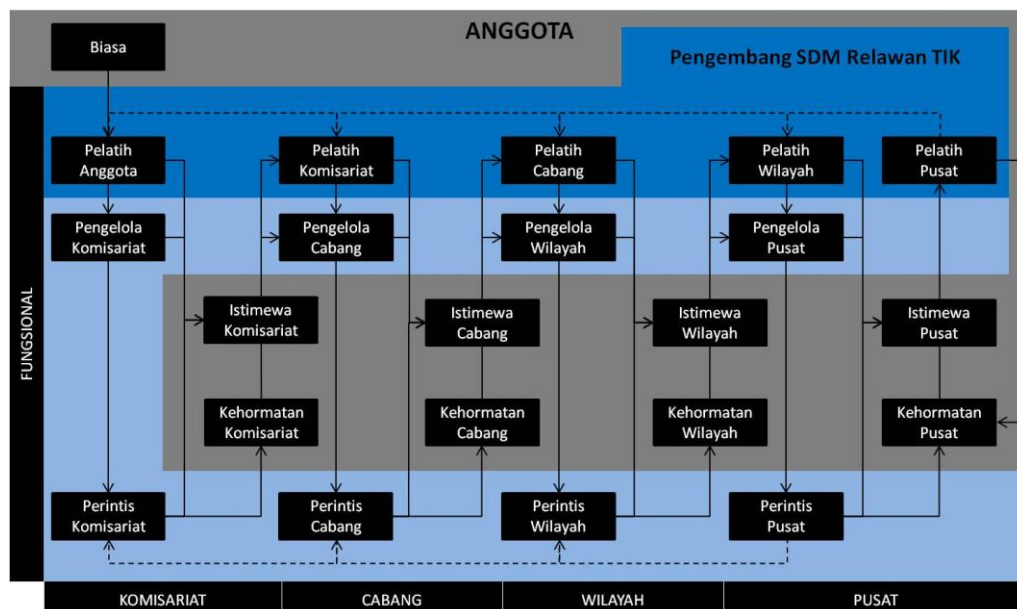 ANGGOTA
Biasa
Pengembang SDM Relawan TIK
Pelatih
Anggota
Pelatih
Komisariat
Pelatih
Cabang
Pelatih
Wilayah
Pelatih
Pusat
Pengelola
Komisariat
Pengelola
Cabang
Pengelola
Wilayah
Pengelola
Pusat
FUNGSIONAL
Istimewa
Komisariat
Istimewa
Cabang
Istimewa
Wilayah
Istimewa
Pusat
Kehormatan
Komisariat
Kehormatan
Cabang
Kehormatan
Wilayah
Kehormatan
Pusat
Perintis
Komisariat
Perintis
Cabang
Perintis
Wilayah
Perintis
Pusat
KOMISARIAT
CABANG
WILAYAH
PUSAT